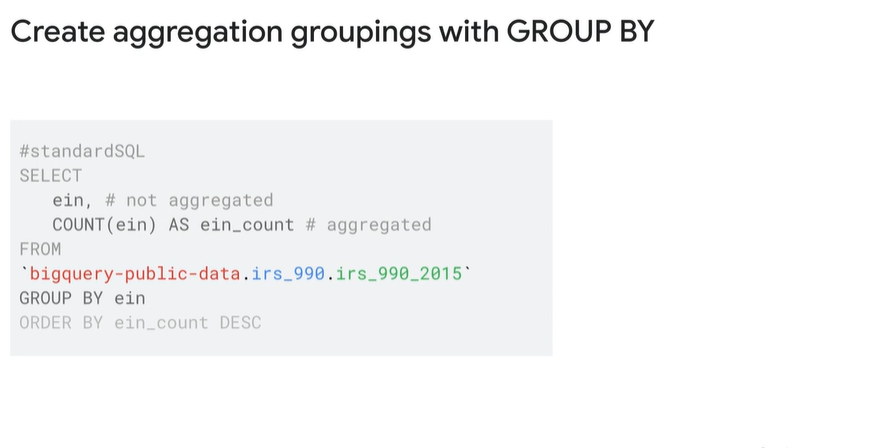 Create aggregation groupings with GROUP BY
#standardSQL
SELECT
ein, # not aggregated
COUNT(ein) AS ein_count # aggregated
FROM
`bigquery-public-data.irs_990.irs_990_2015`
GROUP BY ein
ORDER BY ein_count DESC